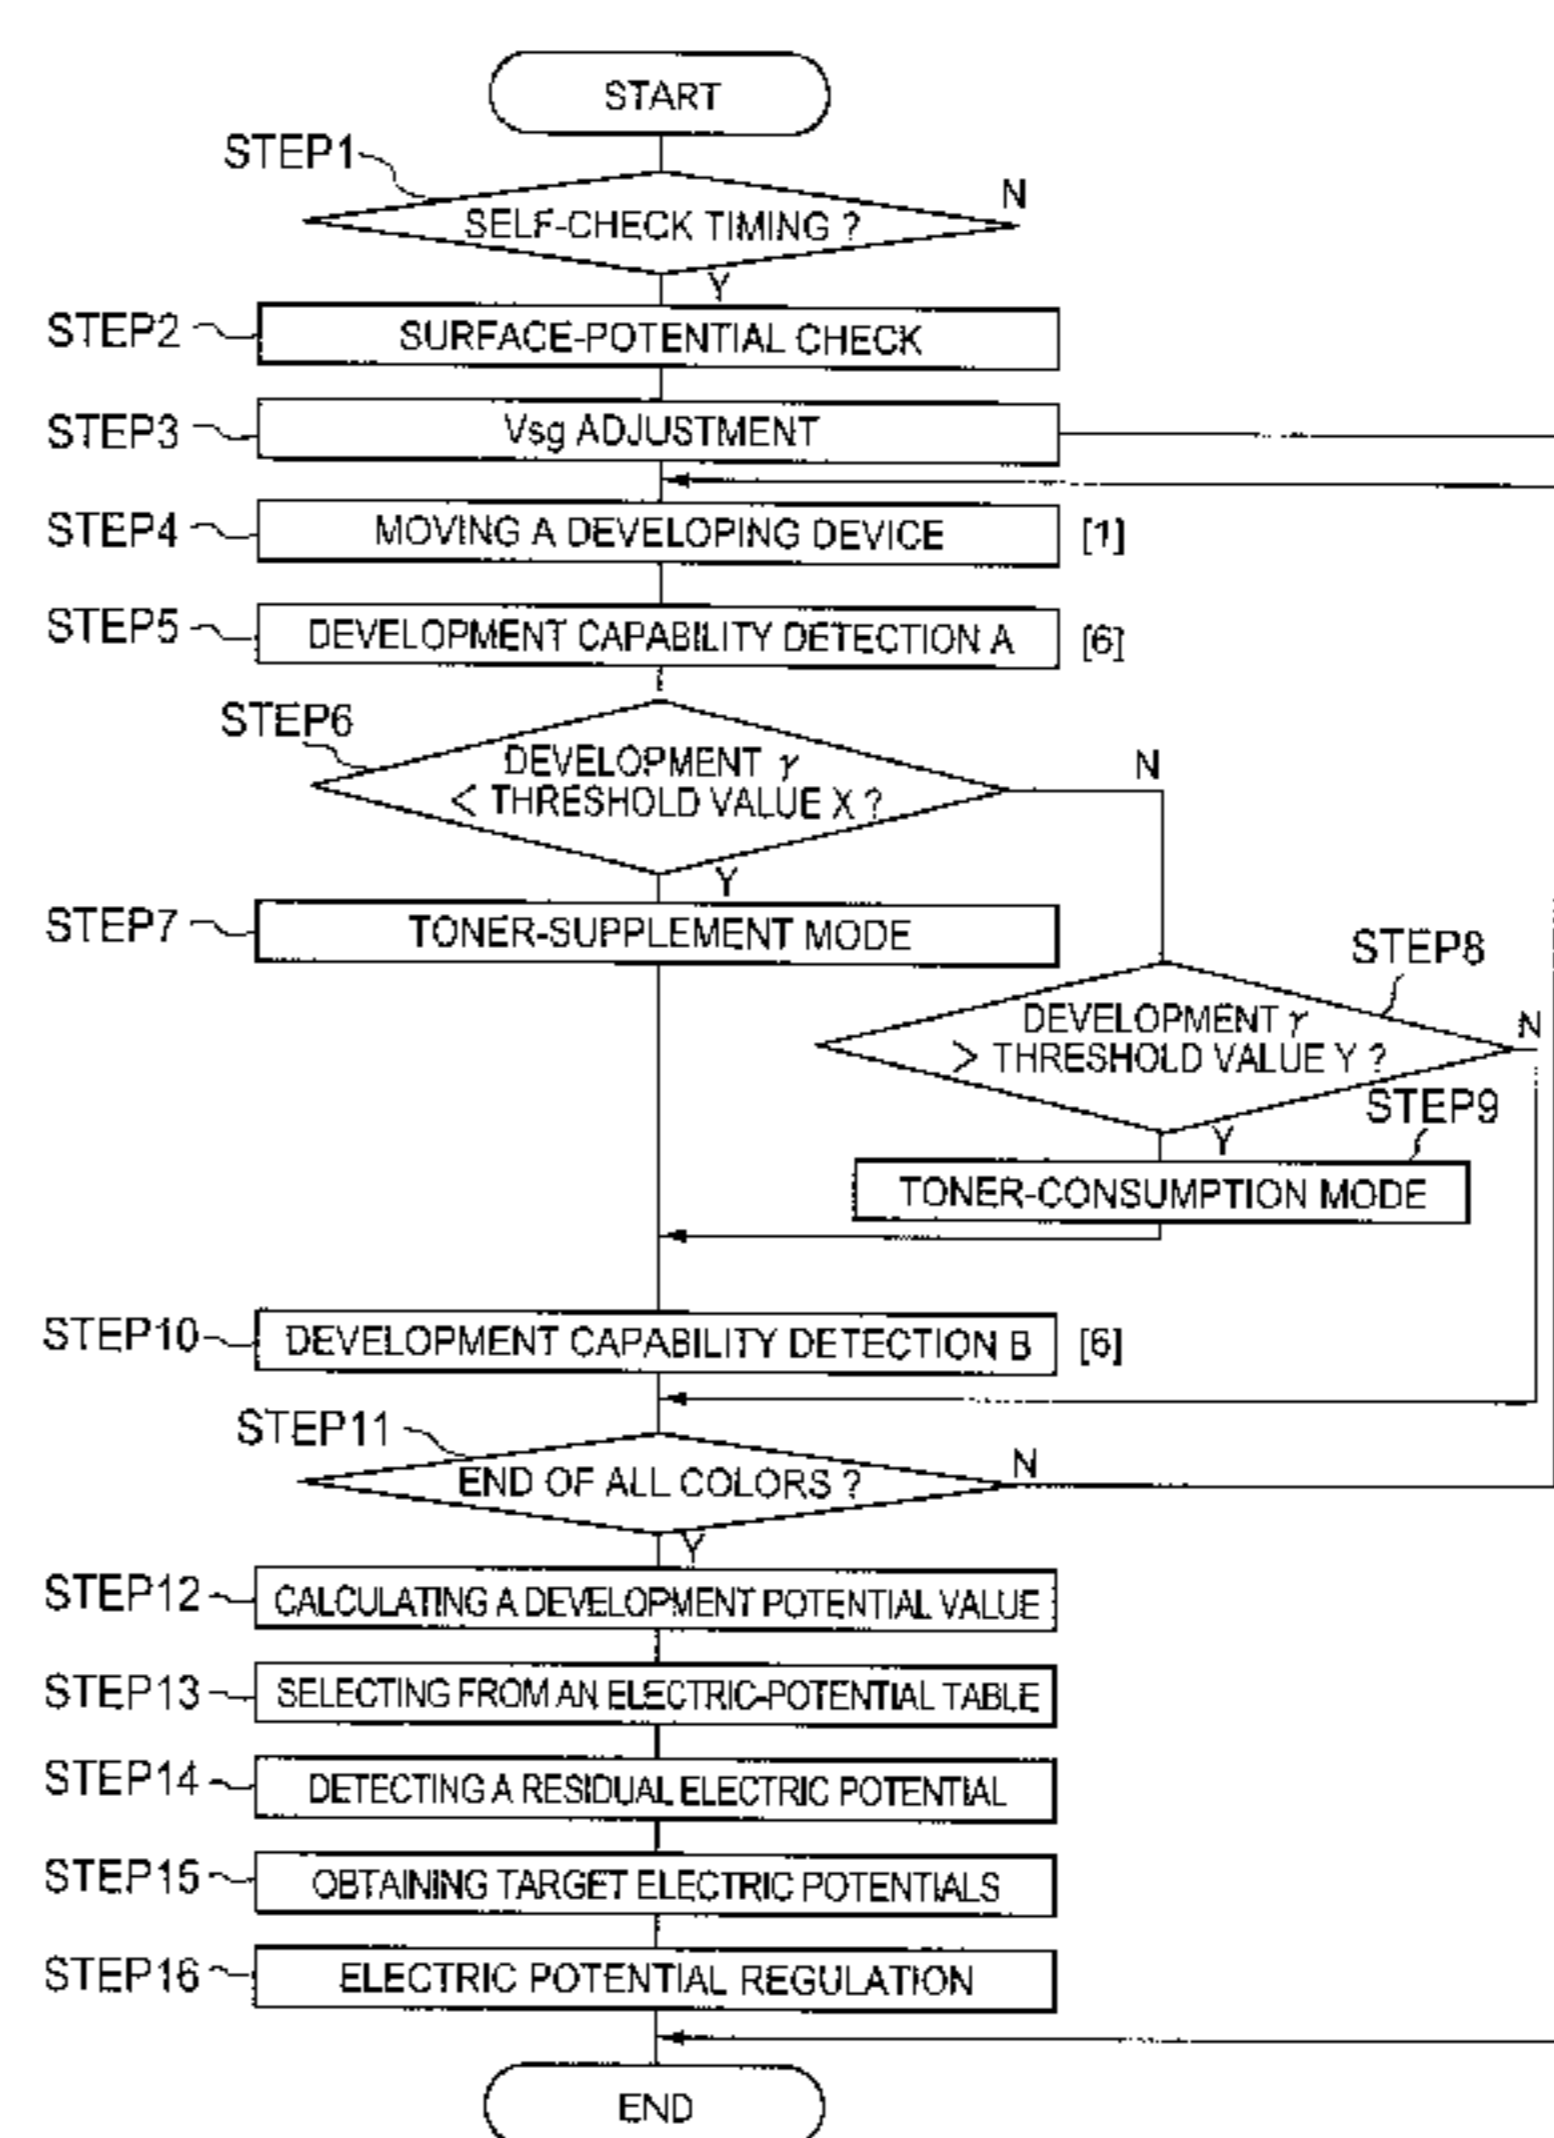 START
STEP1
SELF-CHECK TIMING ?
N
Y
STEP2
SURFACE-POTENTIAL CHECK
STEP3
Vsg ADJUSTMENT
STEP4
MOVING A DEVELOPING DEVICE
[1]
STEP5
DEVELOPMENT CAPABILITY DETECTION A
[6]
STEP6
DEVELOPMENT γ
< THRESHOLD VALUE X ?
N
Y
STEP7
TONER-SUPPLEMENT MODE
STEP8
DEVELOPMENT γ
> THRESHOLD VALUE Y ?
N
Y
STEP9
TONER-CONSUMPTION MODE
STEP10
DEVELOPMENT CAPABILITY DETECTION B
[6]
STEP11
END OF ALL COLORS ?
N
Y
STEP12
CALCULATING A DEVELOPMENT POTENTIAL VALUE
STEP13
SELECTING FROM AN ELECTRIC-POTENTIAL TABLE
STEP14
DETECTING A RESIDUAL ELECTRIC POTENTIAL
STEP15
OBTAINING TARGET ELECTRIC POTENTIALS
STEP16
ELECTRIC POTENTIAL REGULATION
END